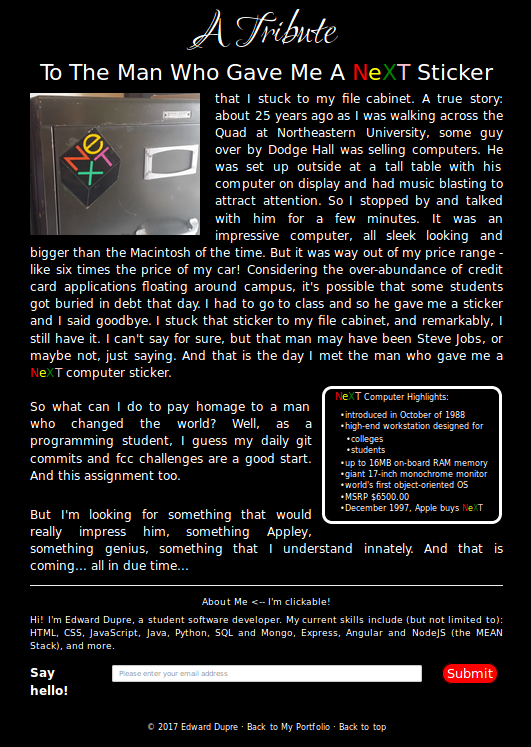 A Tribute
To The Man Who Gave Me A NeXT Sticker
NeXT
that I stuck to my file cabinet. A true story:
about 25 years ago as I was walking across the
Quad at Northeastern University, some guy
over by Dodge Hall was selling computers. He
was set up outside at a tall table with his
computer on display and had music blasting to
attract attention. So I stopped by and talked
with him for a few minutes. It was an
impressive computer, all sleek looking and
bigger than the Macintosh of the time. But it was way out of my price range -
like six times the price of my car! Considering the over-abundance of credit
card applications floating around campus, it's possible that some students
got buried in debt that day. I had to go to class and so he gave me a sticker
and I said goodbye. I stuck that sticker to my file cabinet, and remarkably, I
still have it. I can't say for sure, but that man may have been Steve Jobs, or
maybe not, just saying. And that is the day I met the man who gave me a
NeXT computer sticker.
So what can I do to pay homage to a man
who changed the world? Well, as a
programming student, I guess my daily git
commits and fcc challenges are a good start.
And this assignment too.
But I'm looking for something that would
really impress him, something Appley,
something genius, something that I understand innately. And that is
coming... all in due time...
NeXT Computer Highlights:
•introduced in October of 1988
•high-end workstation designed for
•colleges
•students
•up to 16MB on-board RAM memory
•giant 17-inch monochrome monitor
•world's first object-oriented OS
•MSRP $6500.00
•December 1997, Apple buys NeXT
About Me <-- I'm clickable!
Hi! I'm Edward Dupre, a student software developer. My current skills include (but not limited to):
HTML, CSS, JavaScript, Java, Python, SQL and Mongo, Express, Angular and NodeJS (the MEAN
Stack), and more.
Say
hello!
Please enter your email address
Submit
© 2017 Edward Dupre · Back to My Portfolio · Back to top